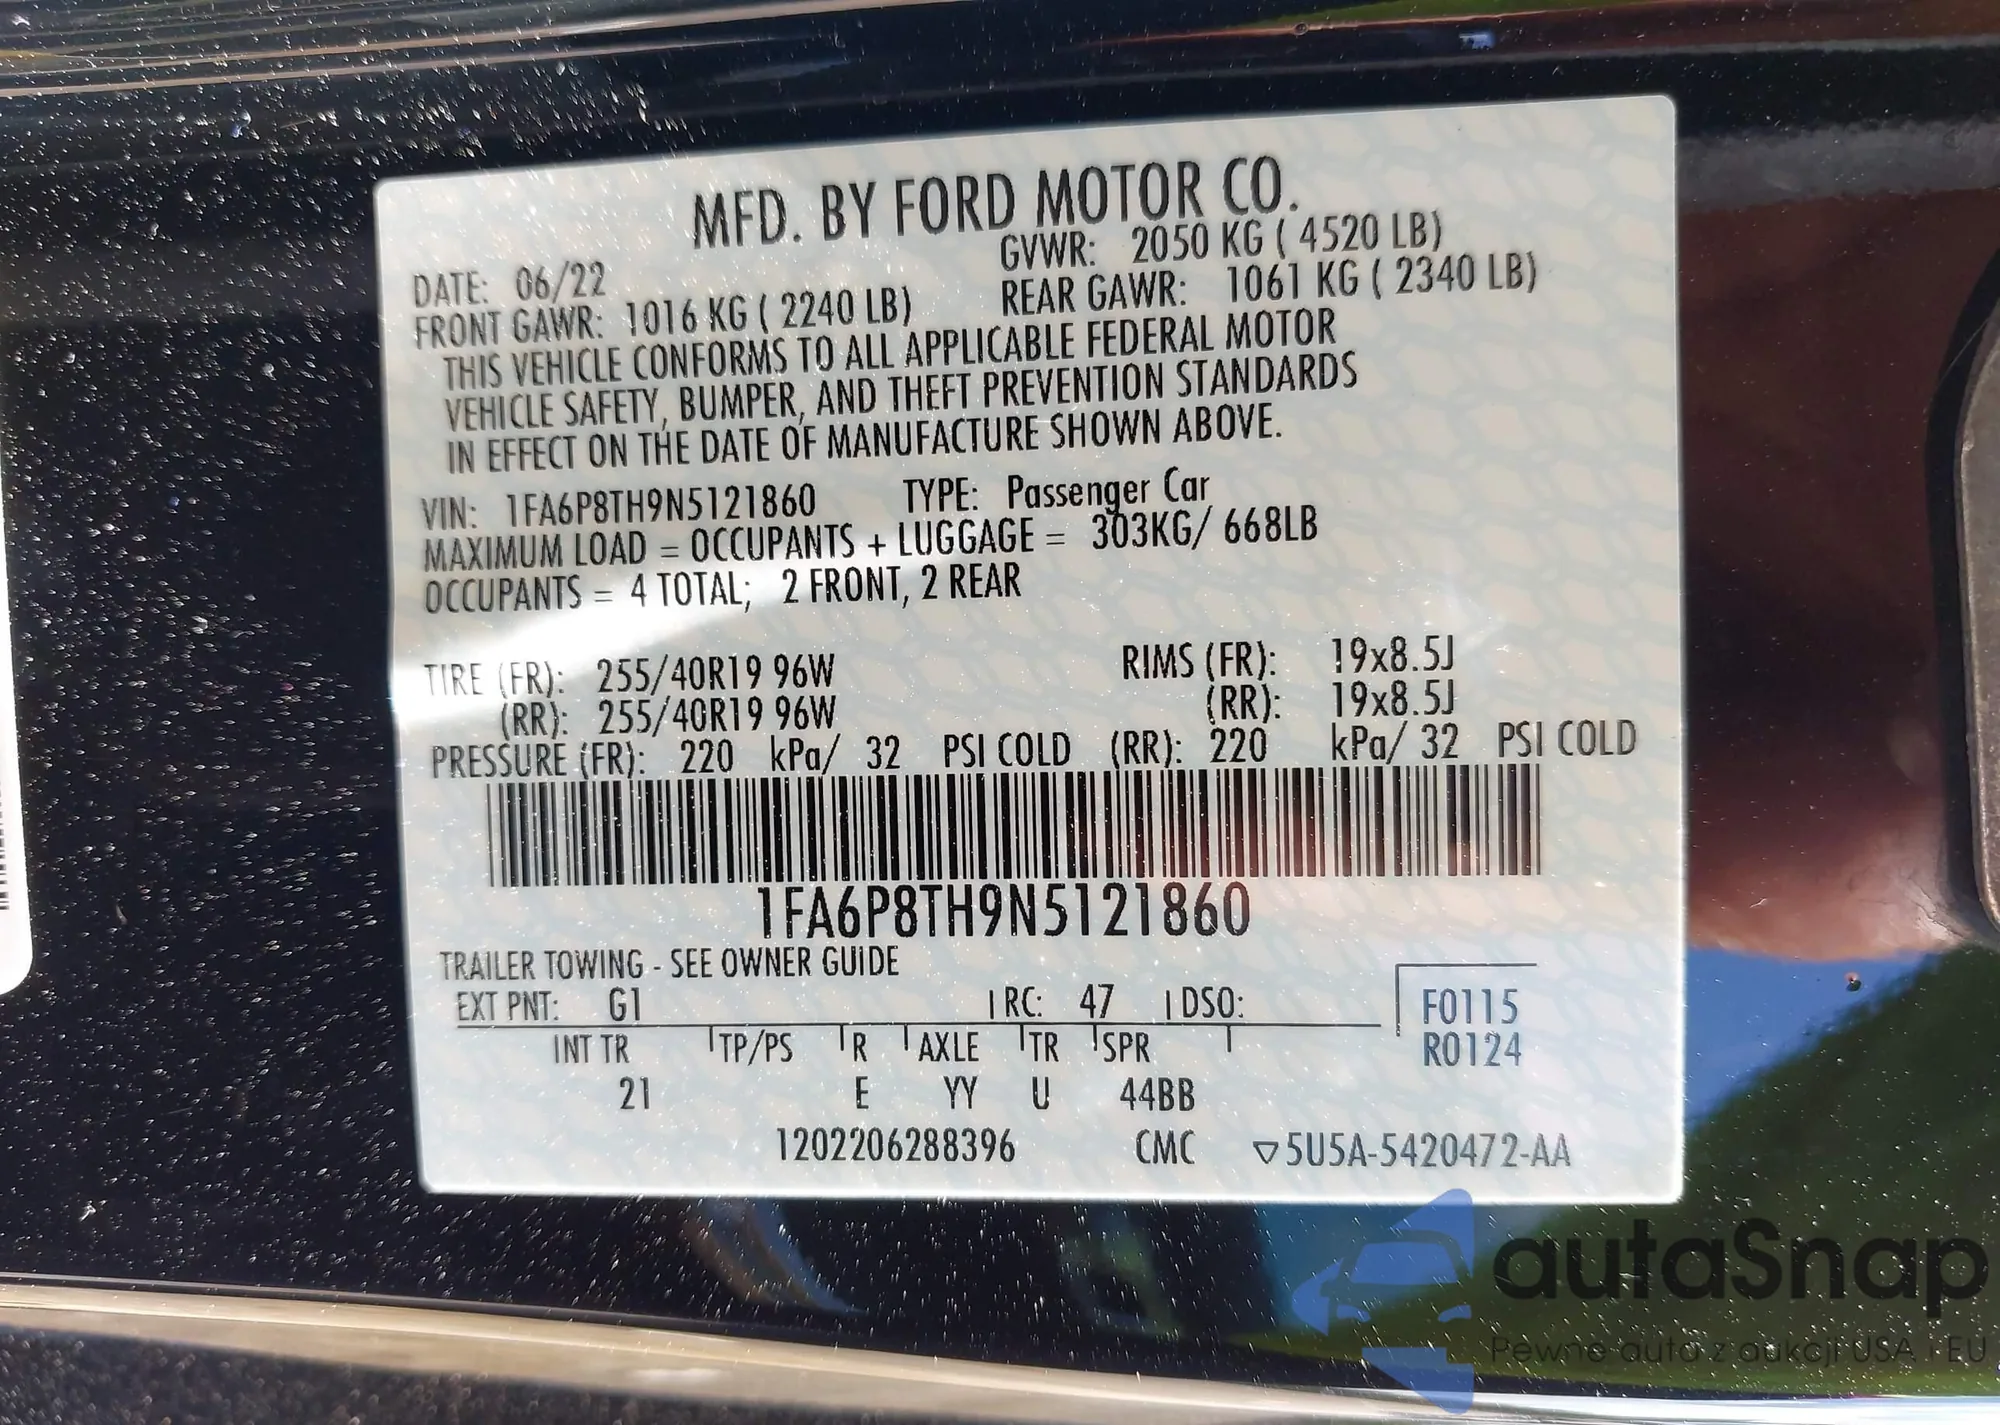 MFD. BY FORD MOTOR CO.
DATE: 06/22 GVWR: 2050 KG ( 4520 LB)
FRONT GAWR: 1016 KG ( 2240 LB) REAR GAWR: 1061 KG ( 2340 LB)
THIS VEHICLE CONFORMS TO ALL APPLICABLE FEDERAL MOTOR
VEHICLE SAFETY, BUMPER, AND THEFT PREVENTION STANDARDS
IN EFFECT ON THE DATE OF MANUFACTURE SHOWN ABOVE.
VIN: 1FA6P8TH9N5121860 TYPE: Passenger Car
MAXIMUM LOAD = OCCUPANTS + LUGGAGE = 303KG/ 668LB
OCCUPANTS = 4 TOTAL; 2 FRONT, 2 REAR
TIRE (FR): 255/40R19 96W RIMS (FR): 19x8.5J
(RR): 255/40R19 96W (RR): 19x8.5J
PRESSURE (FR): 220 kPa/ 32 PSI COLD (RR): 220 kPa/ 32 PSI COLD
1FA6P8TH9N5121860
TRAILER TOWING - SEE OWNER GUIDE
EXT PNT: G1 RC: 47 DSO: F0115
INT TR TP/PS R AXLE TR SPR R0124
21 E YY U 44BB
1202206288396 CMC ▽5U5A-5420472-AA
autaSnap
Pewne auta z aukcji USA i EU